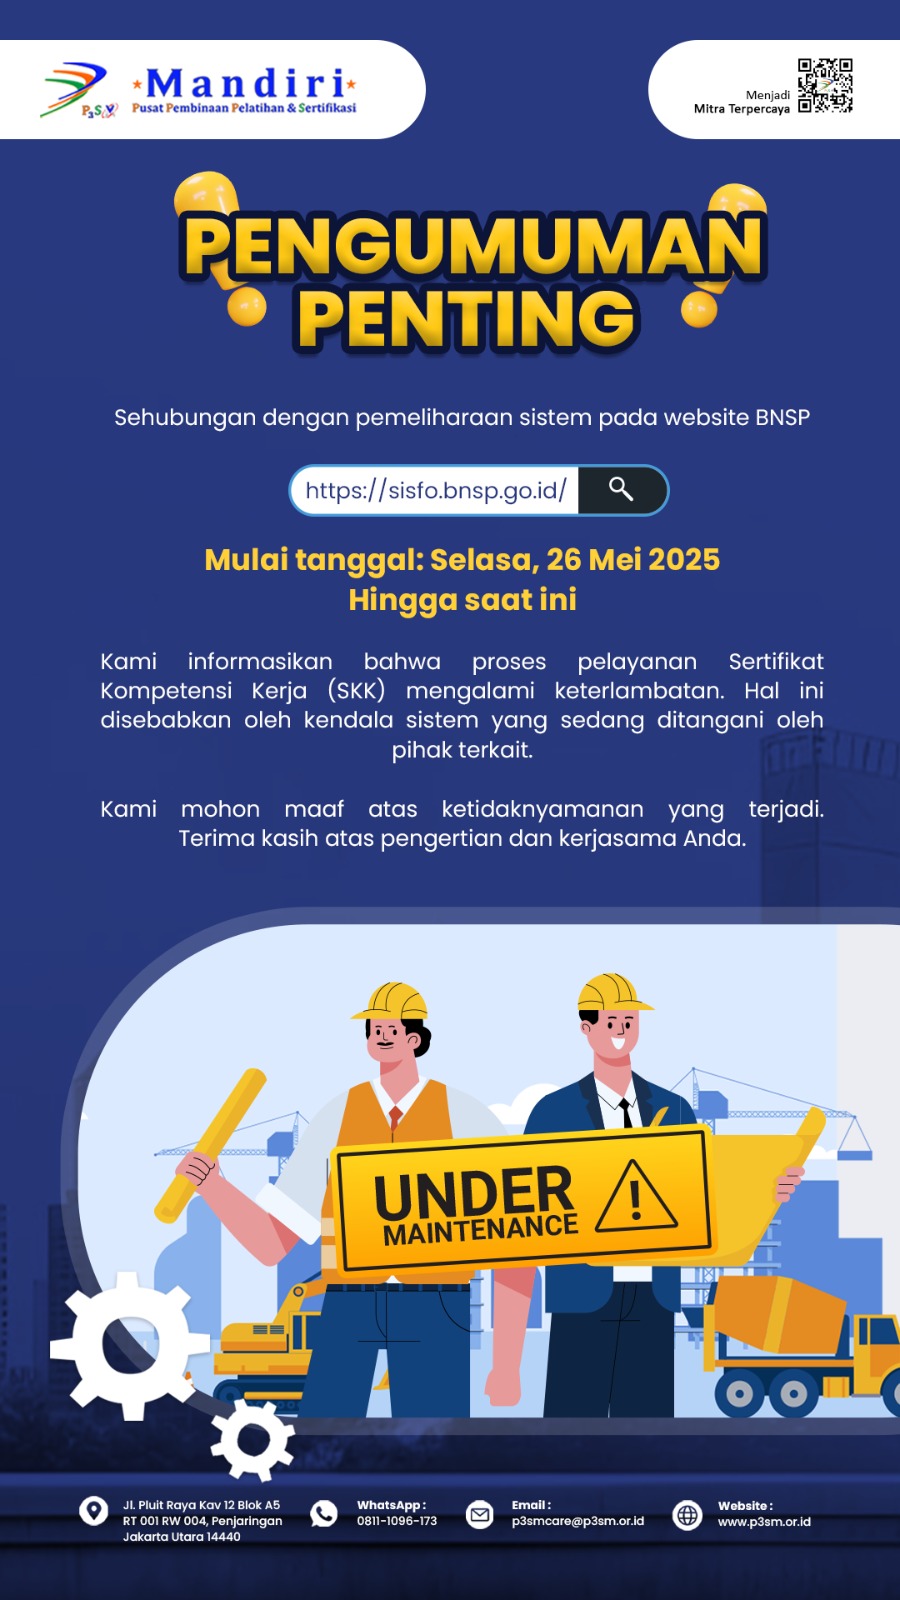 Mandiri
Pusat Pembinaan Pelatihan & Sertifikasi
Menjadi
Mitra Terpercaya
PENGUMUMAN
PENTING
Sehubungan dengan pemeliharaan sistem pada website BNSP
https://sisfo.bnsp.go.id/
Mulai tanggal: Selasa, 26 Mei 2025
Hingga saat ini
Kami informasikan bahwa proses pelayanan Sertifikat
Kompetensi Kerja (SKK) mengalami keterlambatan. Hal ini
disebabkan oleh kendala sistem yang sedang ditangani oleh
pihak terkait.
Kami mohon maaf atas ketidaknyamanan yang terjadi.
Terima kasih atas pengertian dan kerjasama Anda.
UNDER
MAINTENANCE
Jl. Pluit Raya Kav 12 Blok A5
RT 001 RW 004, Penjaringan
Jakarta Utara 14440
WhatsApp :
0811-1096-173
Email :
p3smcare@p3sm.or.id
Website :
www.p3sm.or.id